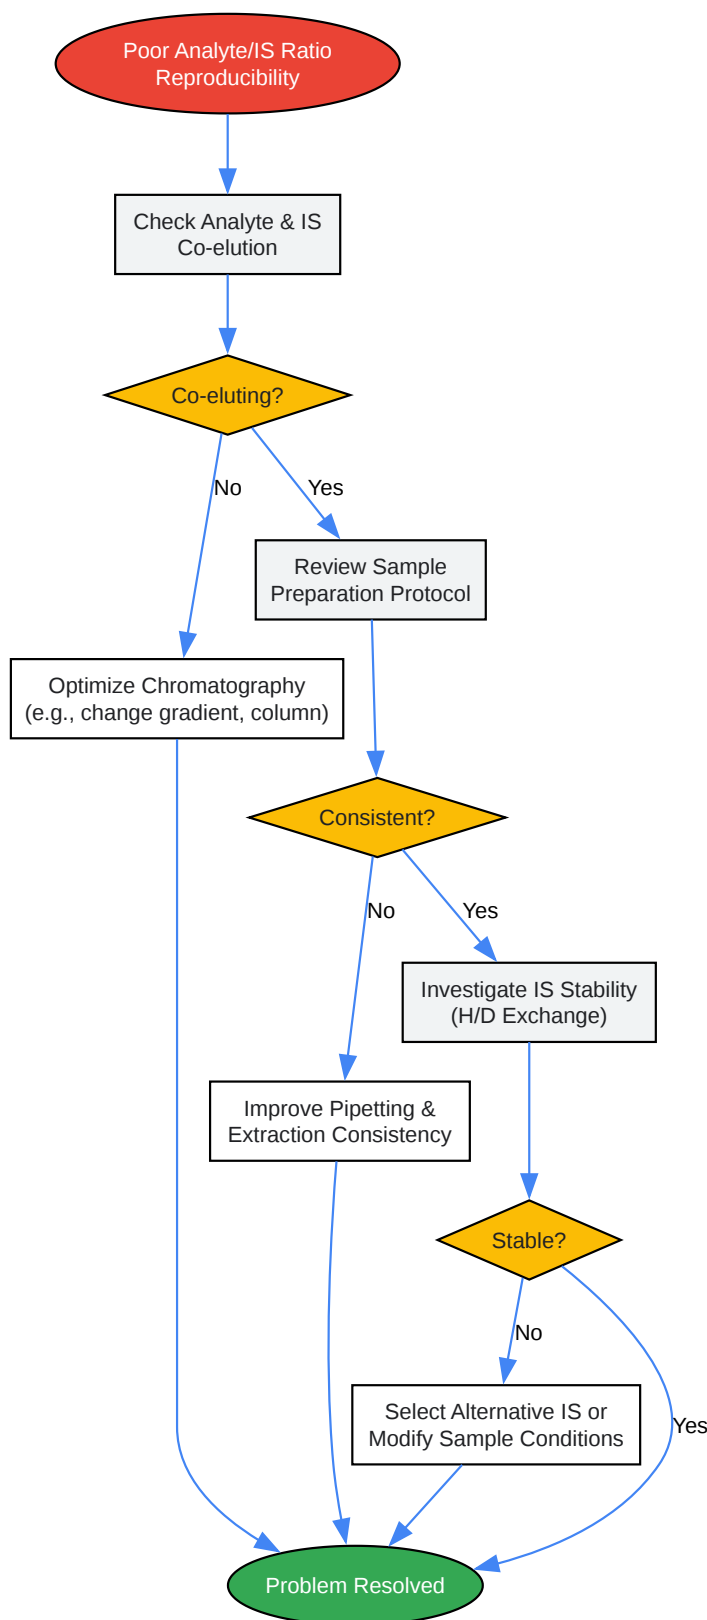 Poor Analyte/IS Ratio
Reproducibility
Check Analyte & IS
Co-elution
Co-eluting?
No
Yes
Review Sample
Preparation Protocol
Optimize Chromatography
(e.g., change gradient, column)
Consistent?
No
Yes
Investigate IS Stability
(H/D Exchange)
Improve Pipetting &
Extraction Consistency
Stable?
No
Yes
Select Alternative IS or
Modify Sample Conditions
Problem Resolved